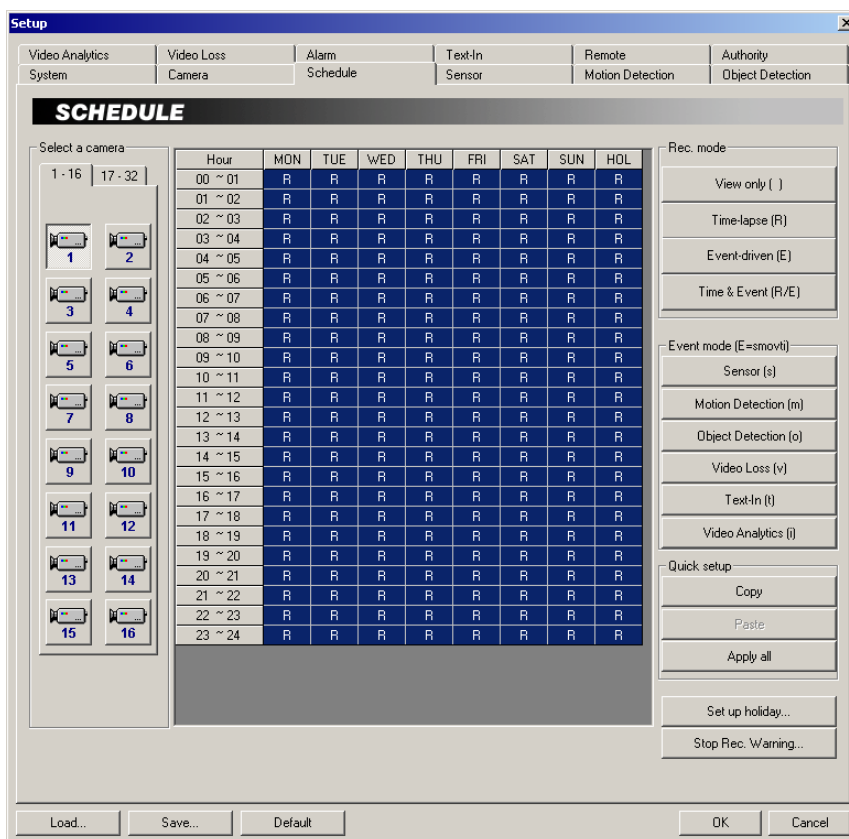 Setup
Video Analytics Video Loss Alarm Text-In Remote Authority
System Camera Schedule Sensor Motion Detection Object Detection
SCHEDULE
Select a camera
1 - 16 17 - 32
1 2
3 4
5 6
7 8
9 10
11 12
13 14
15 16
Hour MON TUE WED THU FRI SAT SUN HOL
00 ~ 01 R R R R R R R R
01 ~ 02 R R R R R R R R
02 ~ 03 R R R R R R R R
03 ~ 04 R R R R R R R R
04 ~ 05 R R R R R R R R
05 ~ 06 R R R R R R R R
06 ~ 07 R R R R R R R R
07 ~ 08 R R R R R R R R
08 ~ 09 R R R R R R R R
09 ~ 10 R R R R R R R R
10 ~ 11 R R R R R R R R
11 ~ 12 R R R R R R R R
12 ~ 13 R R R R R R R R
13 ~ 14 R R R R R R R R
14 ~ 15 R R R R R R R R
15 ~ 16 R R R R R R R R
16 ~ 17 R R R R R R R R
17 ~ 18 R R R R R R R R
18 ~ 19 R R R R R R R R
19 ~ 20 R R R R R R R R
20 ~ 21 R R R R R R R R
21 ~ 22 R R R R R R R R
22 ~ 23 R R R R R R R R
23 ~ 24 R R R R R R R R
Rec. mode
View only ( )
Time-lapse (R)
Event-driven (E)
Time & Event (R/E)
Event mode (E=smovti)
Sensor (s)
Motion Detection (m)
Object Detection (o)
Video Loss (v)
Text-In (t)
Video Analytics (i)
Quick setup
Copy
Paste
Apply all
Set up holiday...
Stop Rec. Warning...
Load... Save... Default OK Cancel